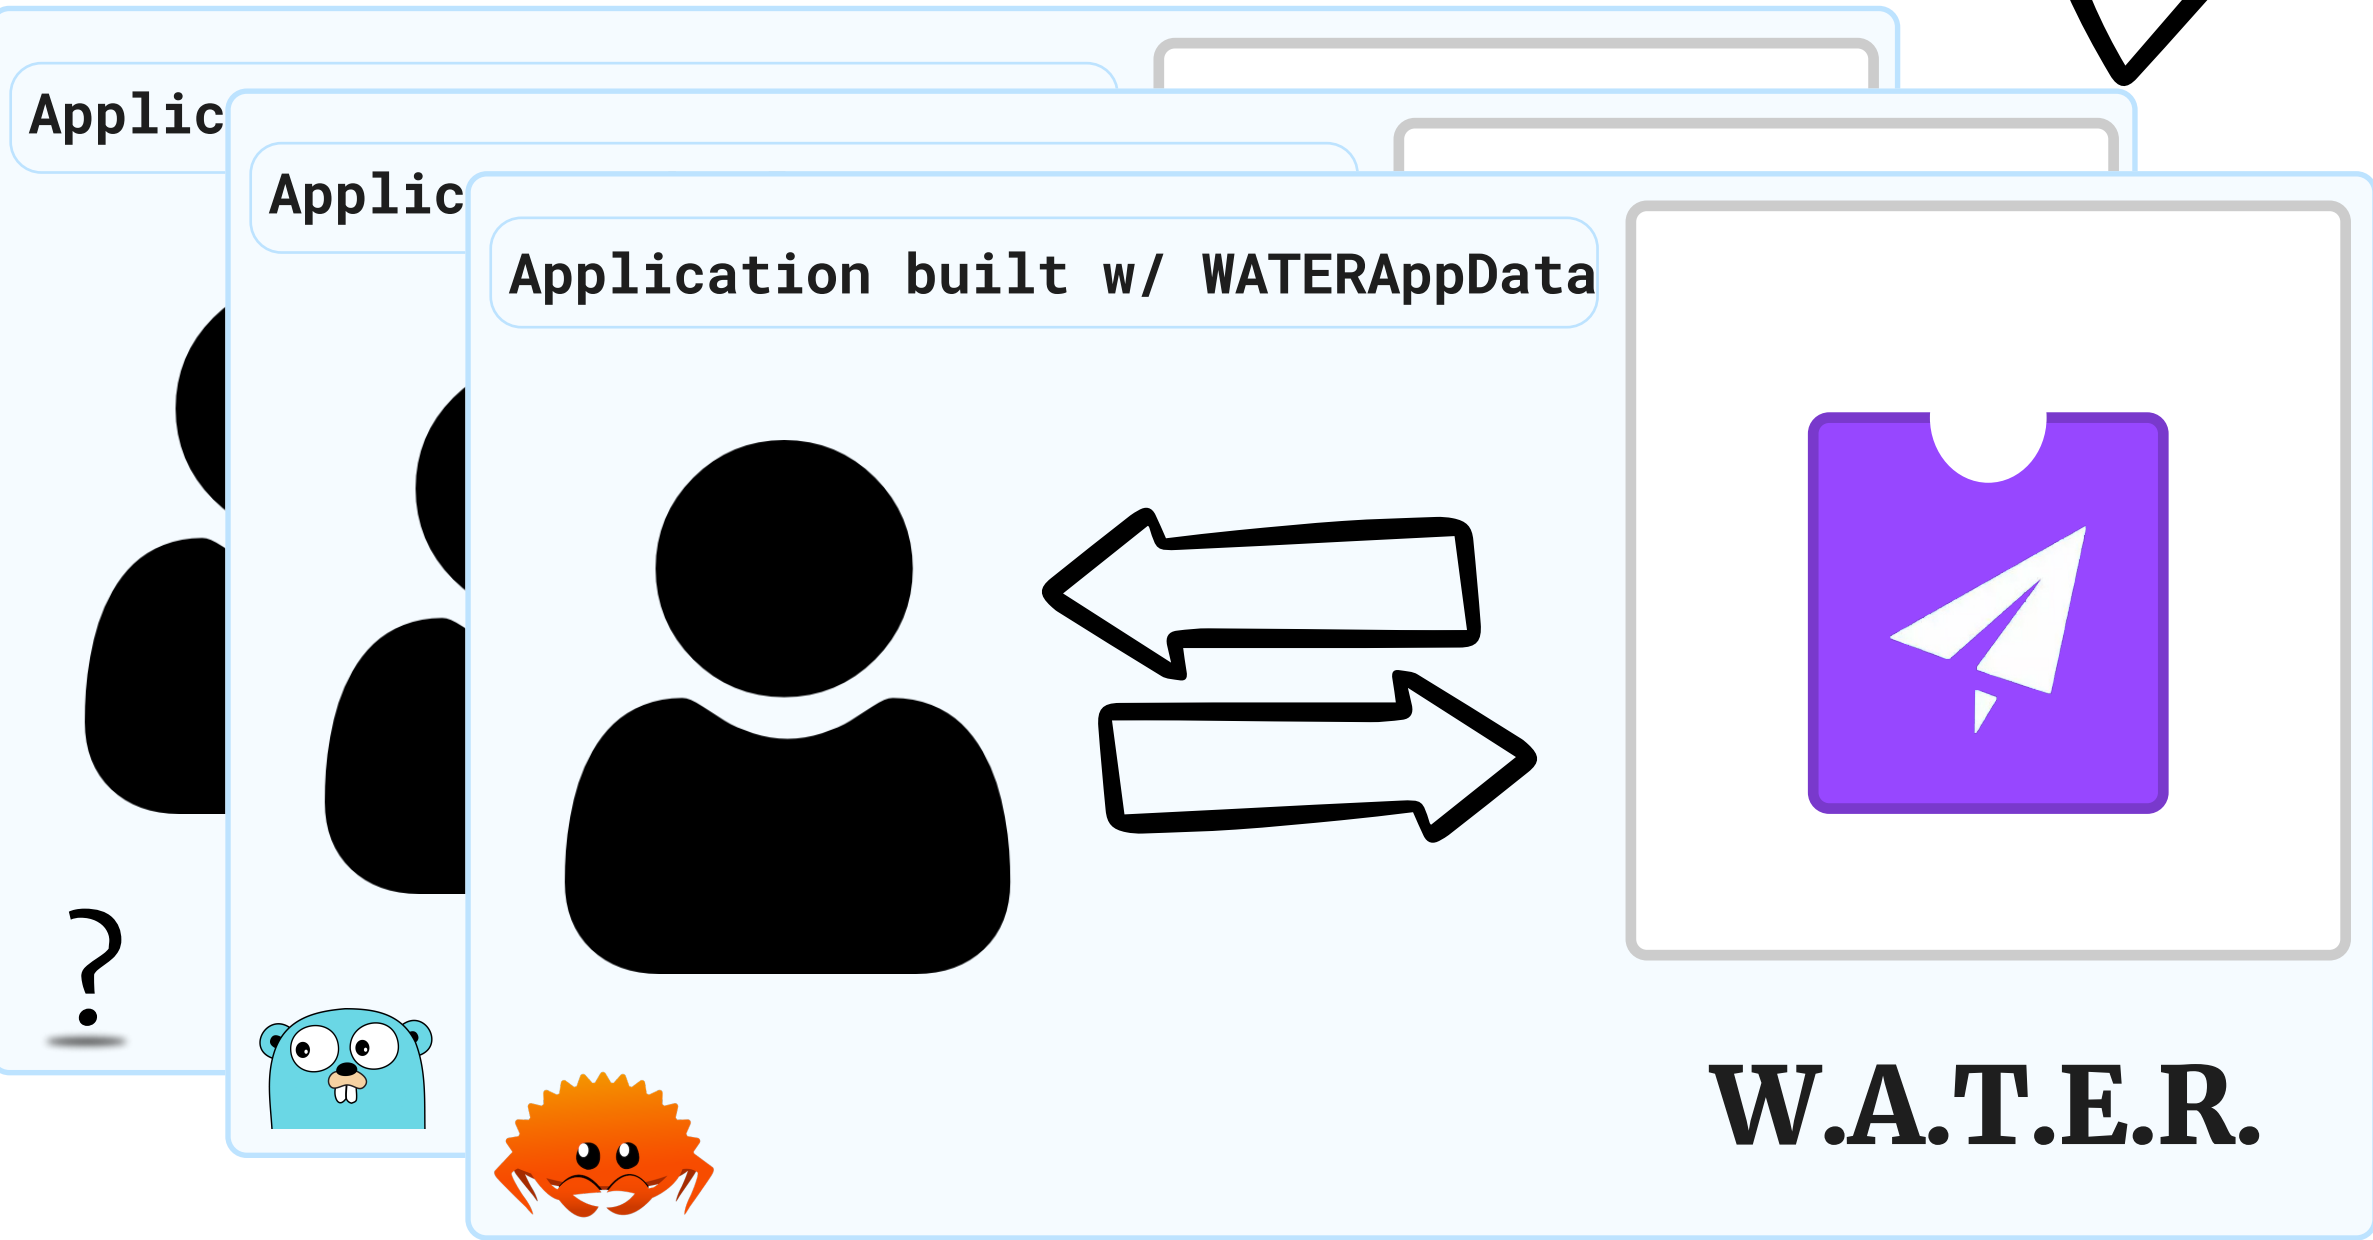 Applic
Applic
Application built w/ WATERAppData
?
W.A.T.E.R.